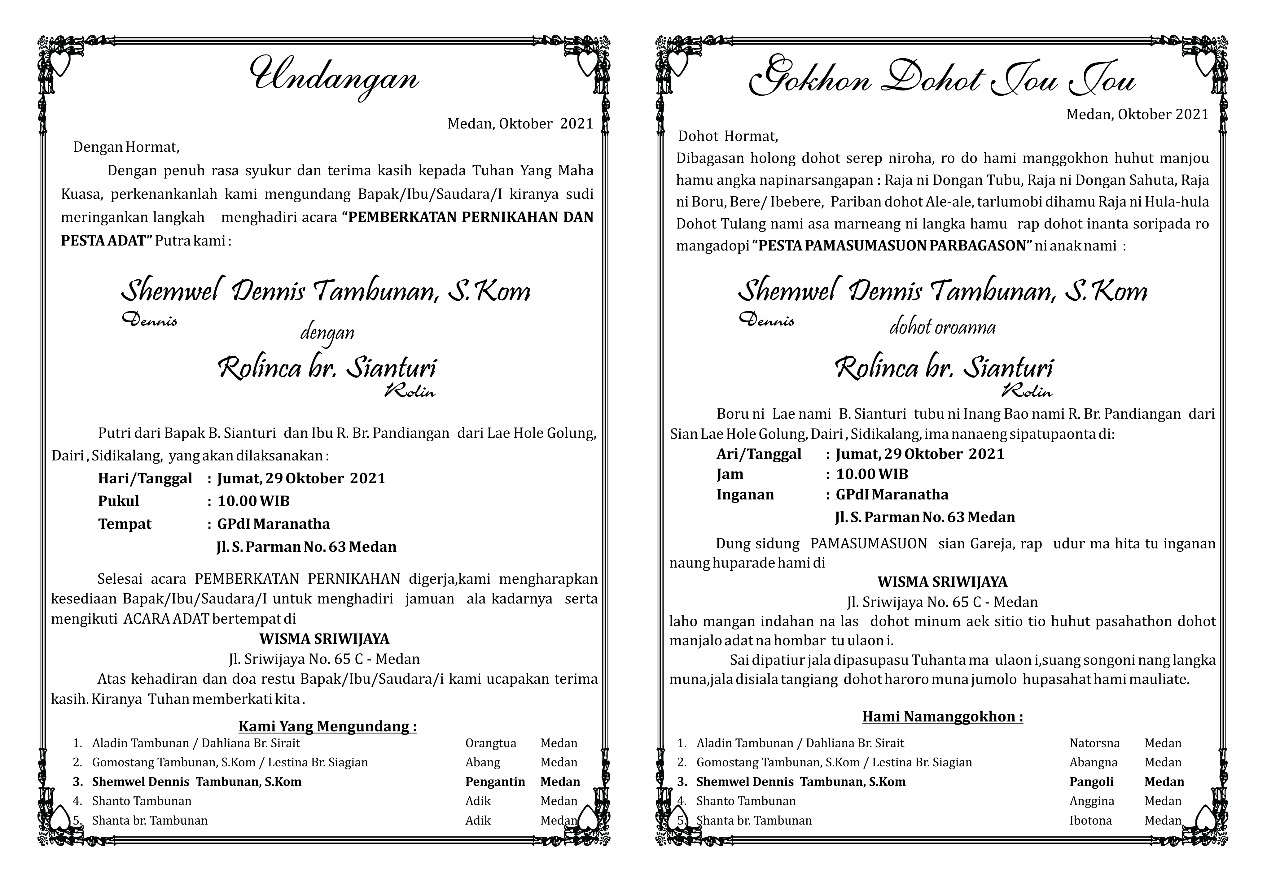 Undangan
Medan, Oktober 2021
Dengan Hormat,
Dengan penuh rasa syukur dan terima kasih kepada Tuhan Yang Maha
Kuasa, perkenankanlah kami mengundang Bapak/Ibu/Saudara/I kiranya sudi
meringankan langkah menghadiri acara “PEMBERKATAN PERNIKAHAN DAN
PESTA ADAT” Putra kami :
Shemwel Dennis Tambunan, S.Kom
Dennis
dengan
Rolinca br. Sianturi
Rolin
Putri dari Bapak B. Sianturi dan Ibu R. Br. Pandiangan dari Lae Hole Golung,
Dairi , Sidikalang, yang akan dilaksanakan :
Hari/Tanggal : Jumat, 29 Oktober 2021
Pukul : 10.00 WIB
Tempat : GPdI Maranatha
Jl. S. Parman No. 63 Medan
Selesai acara PEMBERKATAN PERNIKAHAN digerja,kami mengharapkan
kesediaan Bapak/Ibu/Saudara/I untuk menghadiri jamuan ala kadarnya serta
mengikuti ACARA ADAT bertempat di
WISMA SRIWIJAYA
Jl. Sriwijaya No. 65 C - Medan
Atas kehadiran dan doa restu Bapak/Ibu/Saudara/i kami ucapakan terima
kasih. Kiranya Tuhan memberkati kita .
Kami Yang Mengundang :
1. Aladin Tambunan / Dahliana Br. Sirait Orangtua Medan
2. Gomostang Tambunan, S.Kom / Lestina Br. Siagian Abang Medan
3. Shemwel Dennis Tambunan, S.Kom Pengantin Medan
4. Shanto Tambunan Adik Medan
5. Shanta br. Tambunan Adik Medan
Gokhon Dohot Jou Jou
Medan, Oktober 2021
Dohot Hormat,
Dibagasan holong dohot serep niroha, ro do hami manggokhon huhut manjou
hamu angka napinarsangapan : Raja ni Dongan Tubu, Raja ni Dongan Sahuta, Raja
ni Boru, Bere/ Ibebere, Pariban dohot Ale-ale, tarlumobi dihamu Raja ni Hula-hula
Dohot Tulang nami asa marneang ni langka hamu rap dohot inanta soripada ro
mangadopi “PESTA PAMASUMASUON PARBAGASON” ni anak nami :
Shemwel Dennis Tambunan, S.Kom
Dennis
dohot oroanna
Rolinca br. Sianturi
Rolin
Boru ni Lae nami B. Sianturi tubu ni Inang Bao nami R. Br. Pandiangan dari
Sian Lae Hole Golung, Dairi , Sidikalang, ima nanaeng sipatupaonta di:
Ari/Tanggal : Jumat, 29 Oktober 2021
Jam : 10.00 WIB
Inganan : GPdI Maranatha
Jl. S. Parman No. 63 Medan
Dung sidung PAMASUMASUON sian Gareja, rap udur ma hita tu inganan
naung huparade hami di
WISMA SRIWIJAYA
Jl. Sriwijaya No. 65 C - Medan
laho mangan indahan na las dohot minum aek sitio tio huhut pasahathon dohot
manjalo adat na hombar tu ulaon i.
Sai dipatiur jala dipasupasu Tuhanta ma ulaon i,suang songoni nang langka
muna,jala disiala tangiang dohot haroro muna jumolo hupasahat hami mauliate.
Hami Namanggokhon :
1. Aladin Tambunan / Dahliana Br. Sirait Natorsna Medan
2. Gomostang Tambunan, S.Kom / Lestina Br. Siagian Abangna Medan
3. Shemwel Dennis Tambunan, S.Kom Pangoli Medan
4. Shanto Tambunan Anggina Medan
5. Shanta br. Tambunan Ibotona Medan